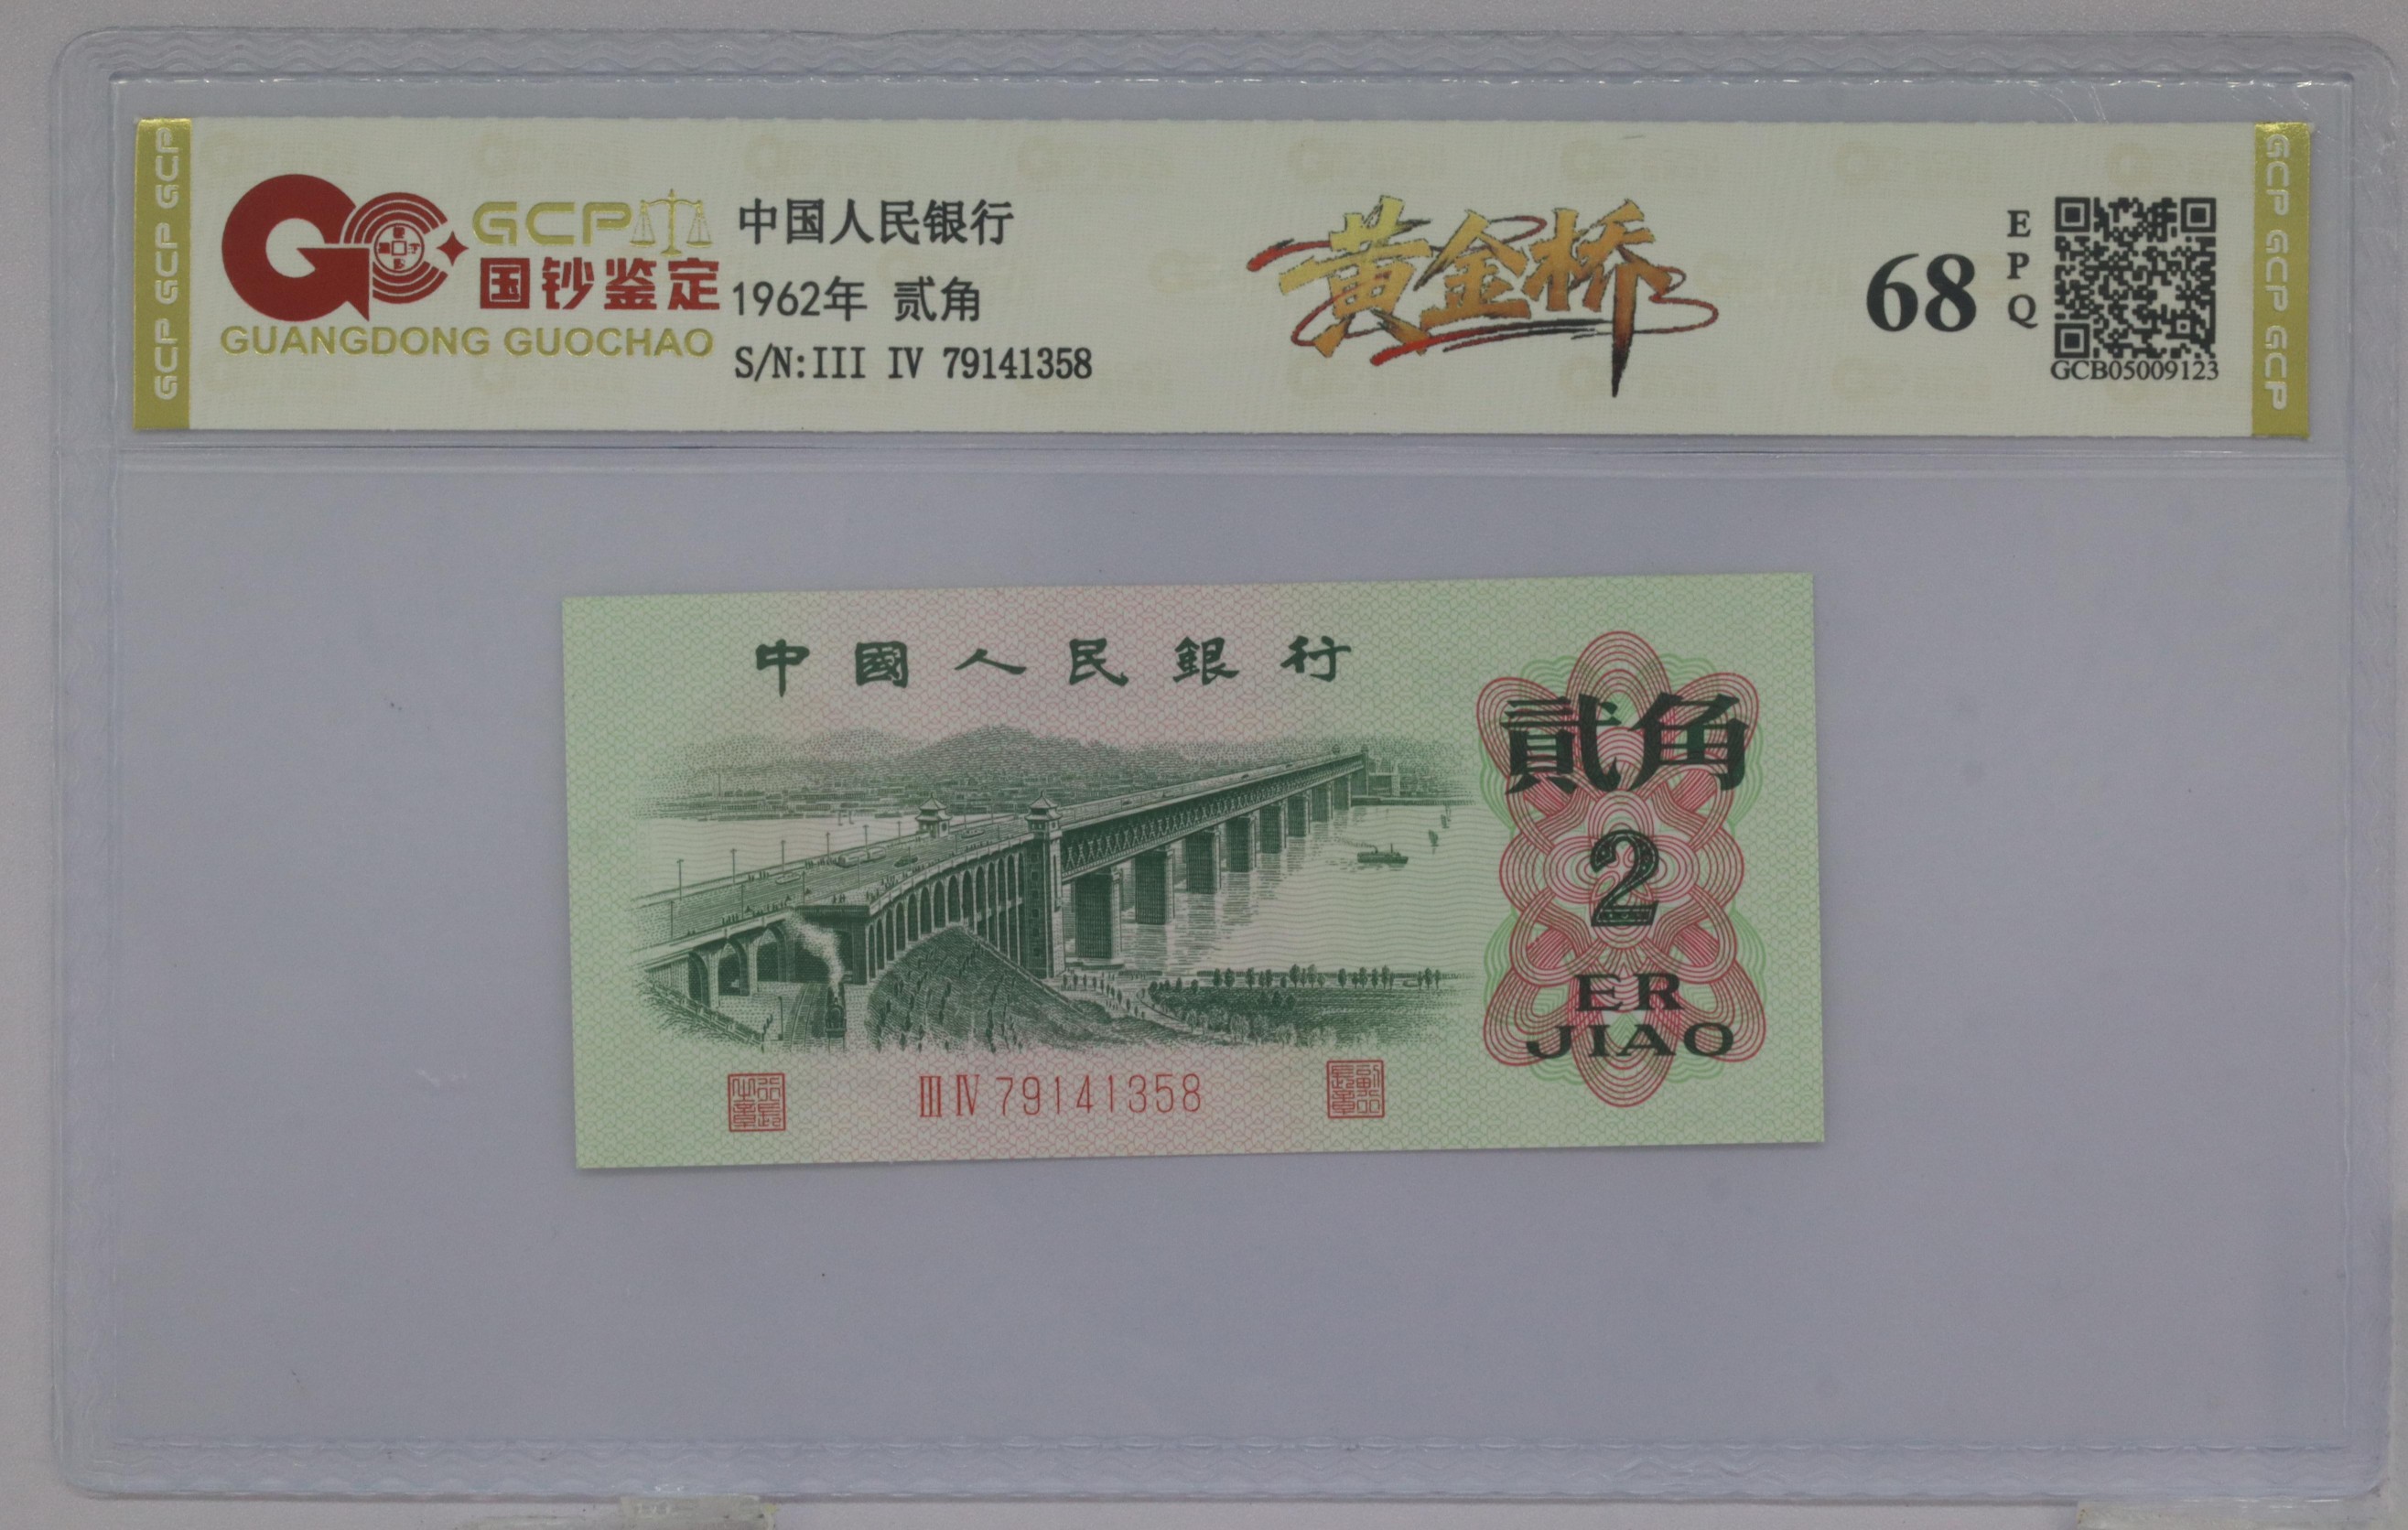 GCP GCP GCP
GCP
国钞鉴定
GUANGDONG GUOCHAO
中国人民银行
1962年 贰角
S/N:III IV 79141358
黄金桥
68
EPQ
GCB05009123
GCP GCP GCP
中國人民銀行
貳角
2
ER
JIAO
Ⅲ Ⅳ 79141358